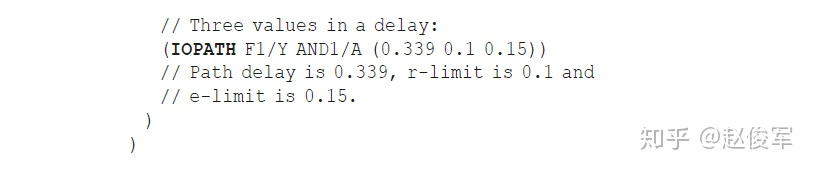 // Three values in a delay:
(IOPATH F1/Y AND1/A (0.339 0.1 0.15))
// Path delay is 0.339, r-limit is 0.1 and
// e-limit is 0.15.
)
)
知乎 @赵俊军